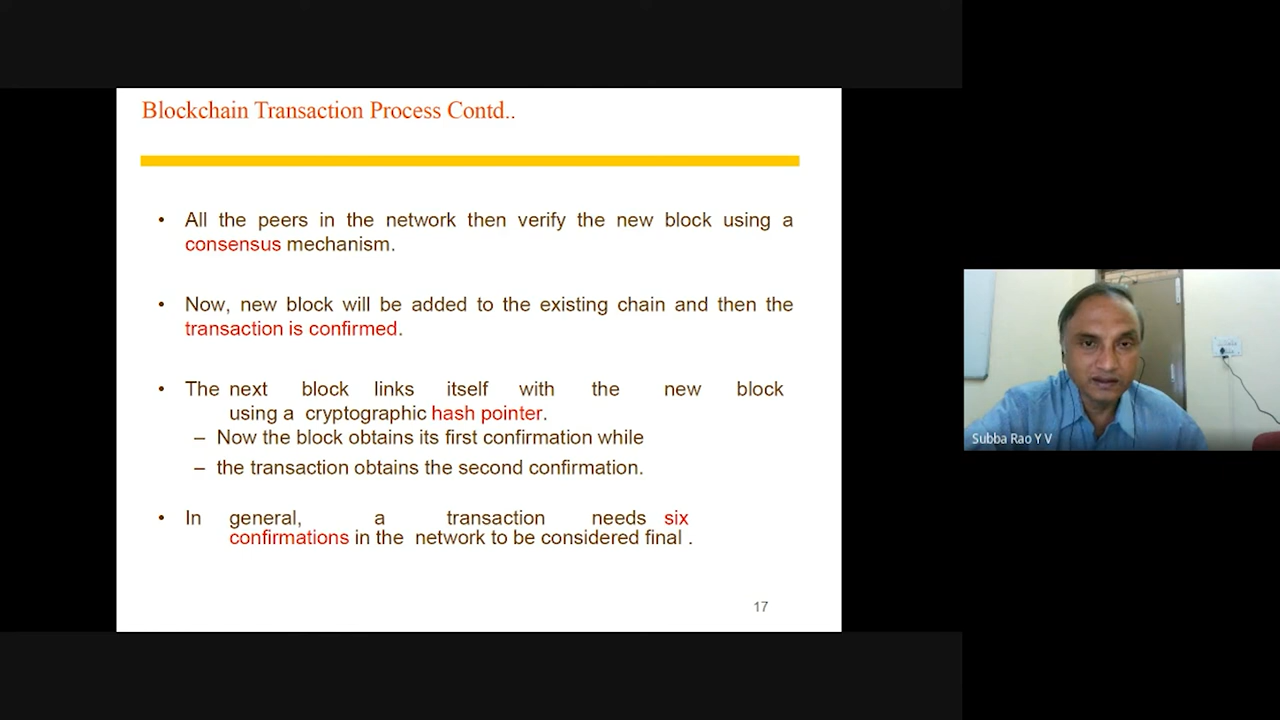 Blockchain Transaction Process Contd..
• All the peers in the network then verify the new block using a
consensus mechanism.
• Now, new block will be added to the existing chain and then the
transaction is confirmed.
• The next block links itself with the new block
using a cryptographic hash pointer.
– Now the block obtains its first confirmation while
– the transaction obtains the second confirmation.
• In general, a transaction needs six
confirmations in the network to be considered final .
17
Subba Rao Y V